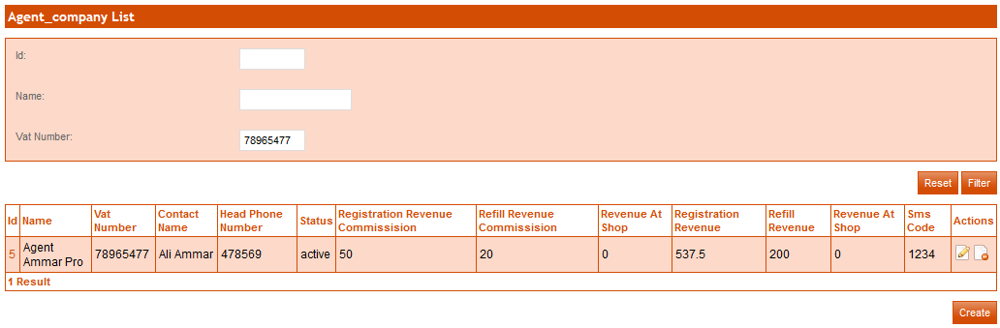 Agent_company List
Id:
Name:
Vat Number: 78965477
Reset Filter
Id Name Vat Number Contact Name Head Phone Number Status Registration Revenue Commissision Refill Revenue Commissision Revenue At Shop Registration Revenue Refill Revenue Revenue At Shop Sms Code Actions
5 Agent Ammar Pro 78965477 Ali Ammar 478569 active 50 20 0 537.5 200 0 1234
1 Result
Create